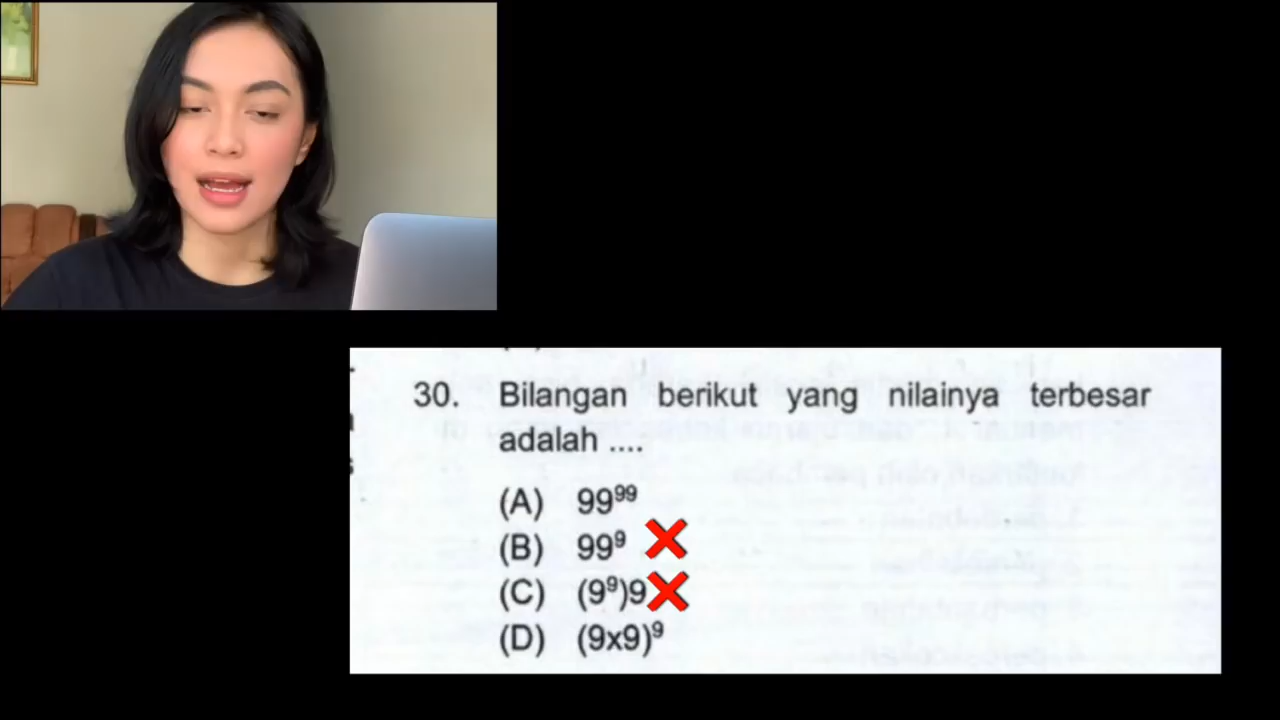 30. Bilangan berikut yang nilainya terbesar
adalah ....
(A) 99⁹⁹
(B) 99⁹
(C) (9⁹)9
(D) (9x9)⁹